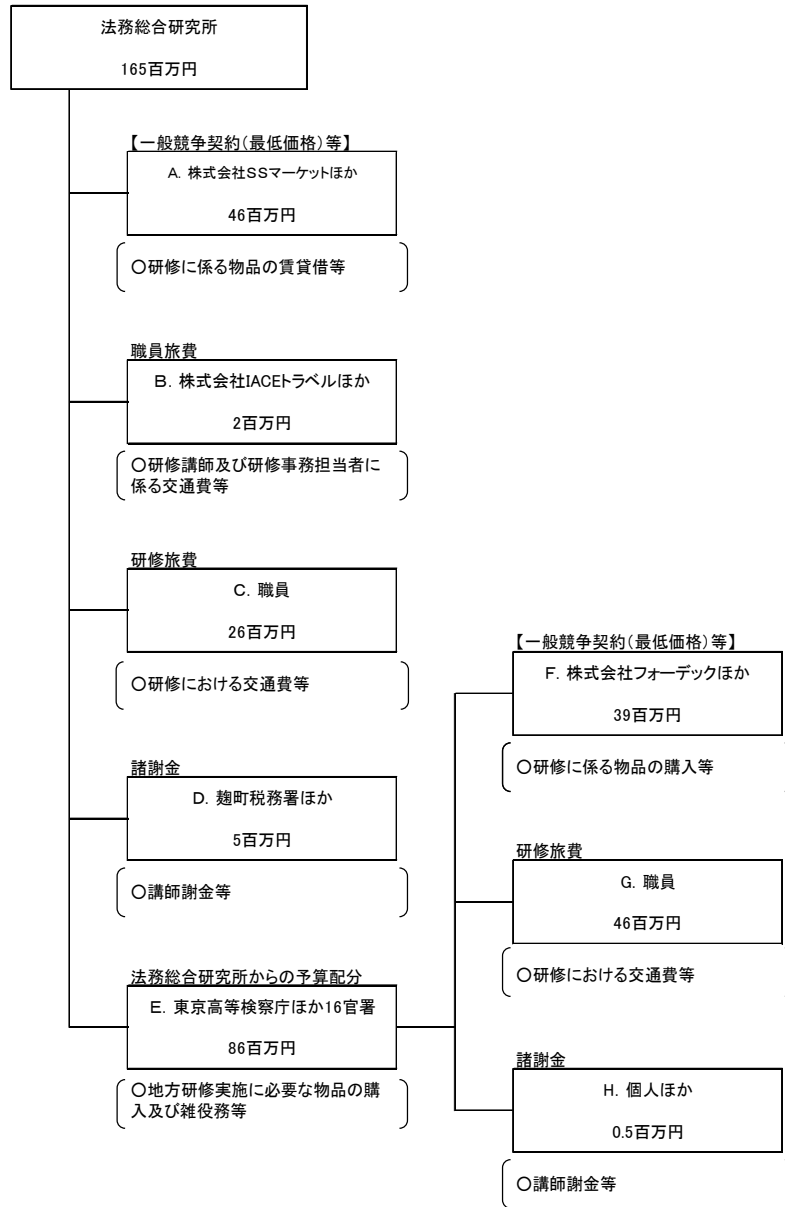 法務総合研究所
165百万円
【一般競争契約(最低価格)等】
A. 株式会社SSマーケットほか
46百万円
○研修に係る物品の賃貸借等
職員旅費
B. 株式会社IACEトラベルほか
2百万円
○研修講師及び研修事務担当者に
係る交通費等
研修旅費
C. 職員
26百万円
○研修における交通費等
諸謝金
D. 麹町税務署ほか
5百万円
○講師謝金等
法務総合研究所からの予算配分
E. 東京高等検察庁ほか16官署
86百万円
○地方研修実施に必要な物品の購
入及び雑役務等
【一般競争契約(最低価格)等】
F. 株式会社フォーデックほか
39百万円
○研修に係る物品の購入等
研修旅費
G. 職員
46百万円
○研修における交通費等
諸謝金
H. 個人ほか
0.5百万円
○講師謝金等